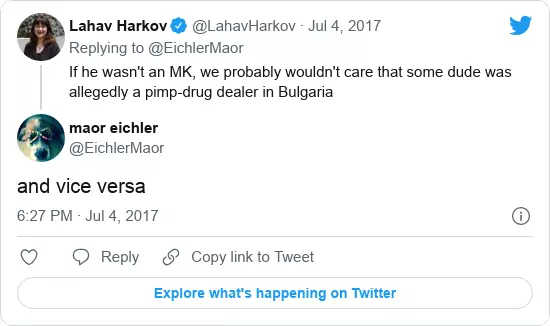 Lahav Harkov @LahavHarkov · Jul 4, 2017
Replying to @EichlerMaor
If he wasn't an MK, we probably wouldn't care that some dude was
allegedly a pimp-drug dealer in Bulgaria
maor eichler
@EichlerMaor
and vice versa
6:27 PM · Jul 4, 2017
Reply Copy link to Tweet
Explore what's happening on Twitter